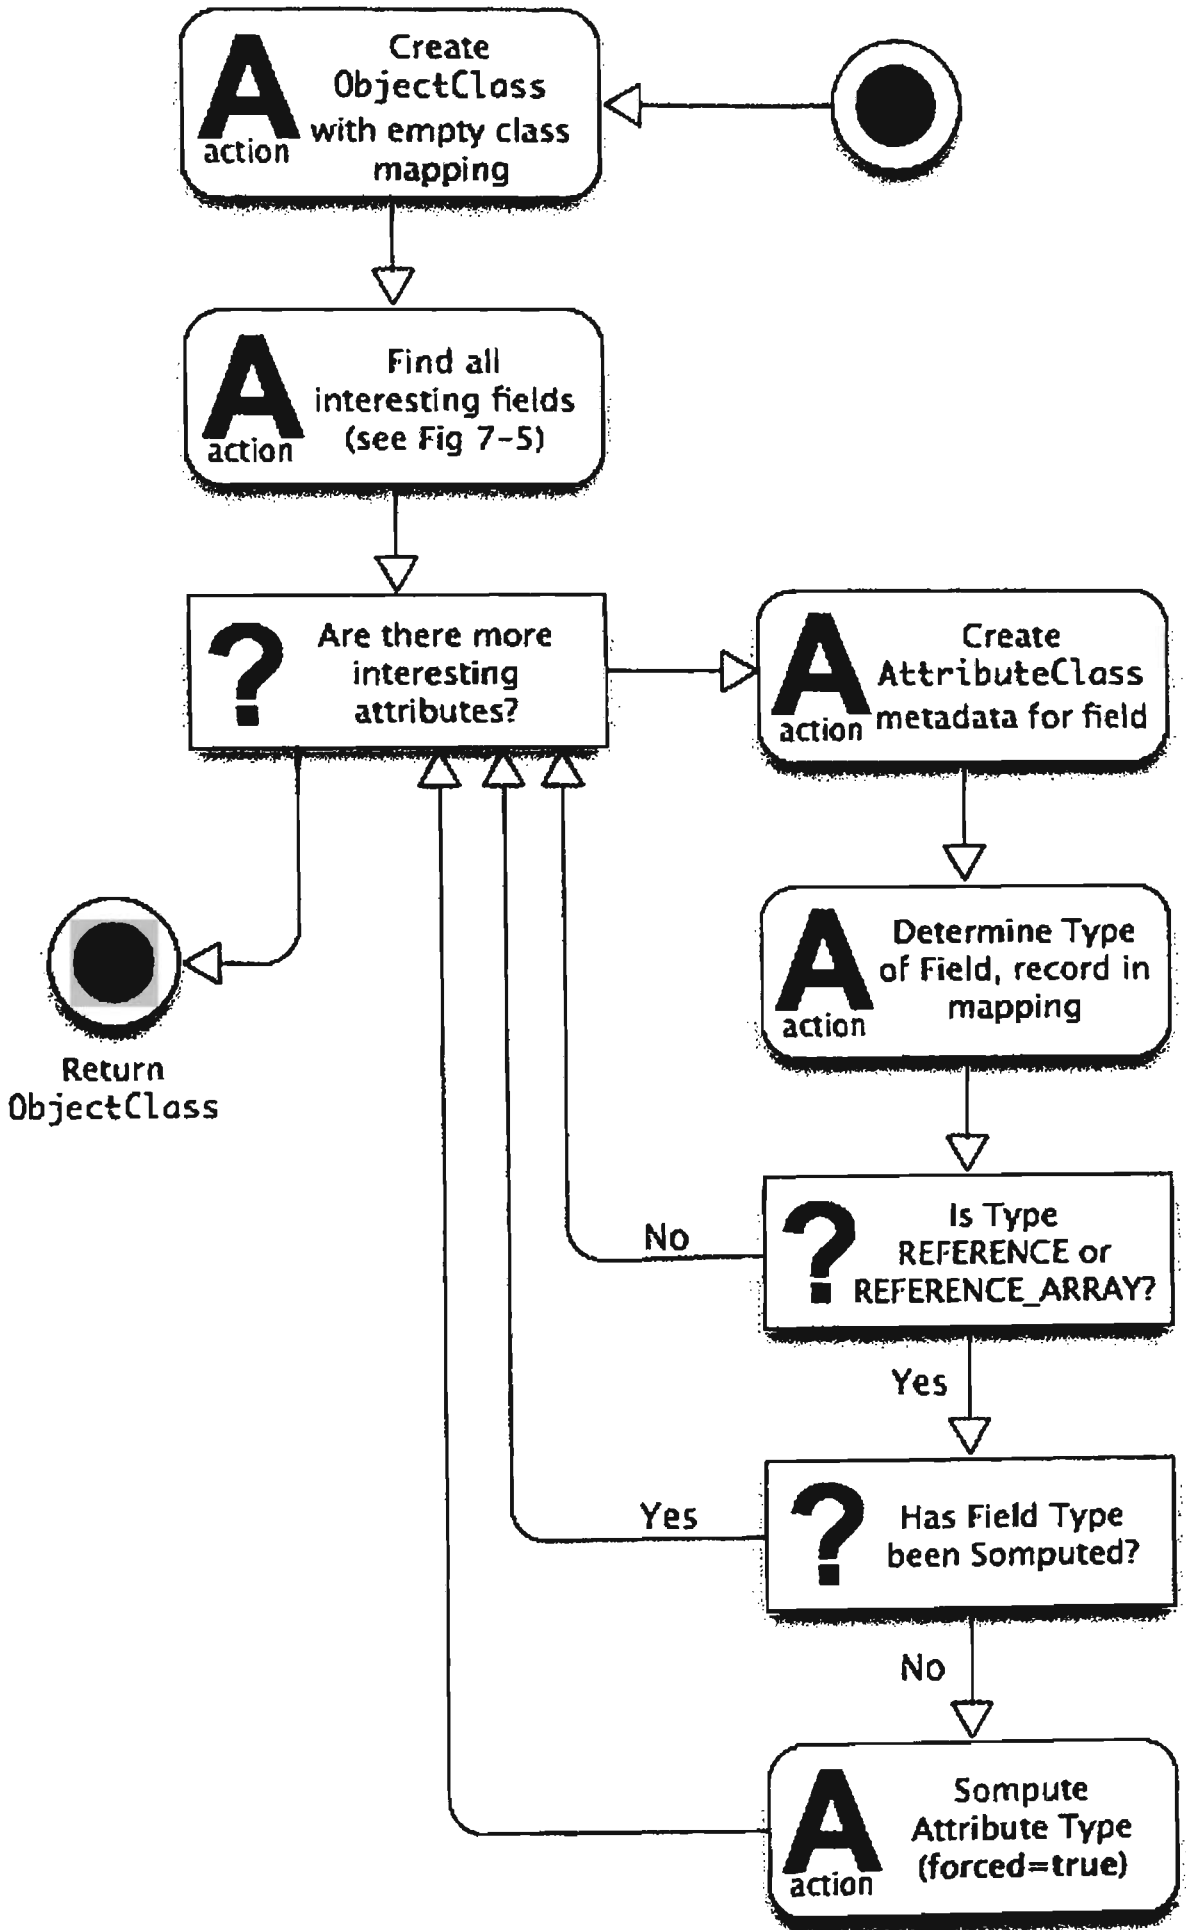 A
action
Create
ObjectClass
with empty class
mapping
A
action
Find all
interesting fields
(see Fig 7-5)
?
Are there more
interesting
attributes?
A
action
Create
AttributeClass
metadata for field
Return
ObjectClass
A
action
Determine Type
of Field, record in
mapping
No
?
Is Type
REFERENCE or
REFERENCE_ARRAY?
Yes
Yes
?
Has Field Type
been Somputed?
No
A
action
Sompute
Attribute Type
(forced=true)